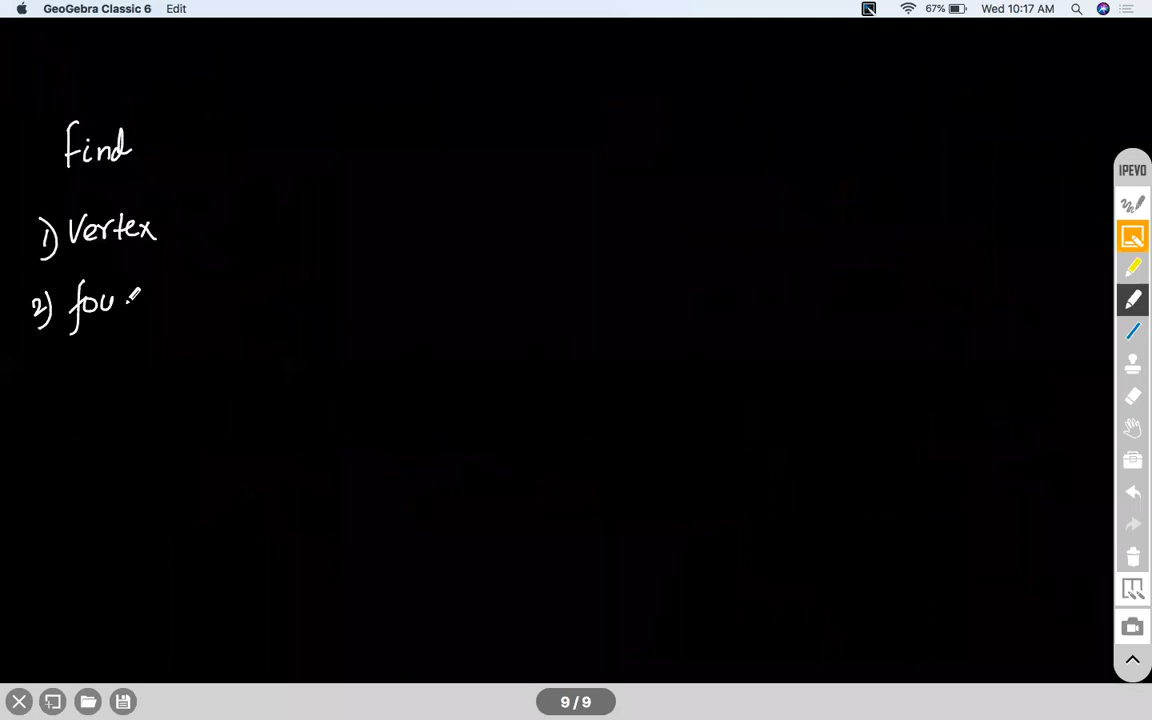 GeoGebra Classic 6 Edit 67% Wed 10:17 AM
find
1) Vertex
2) fou
IPEVO
9 / 9